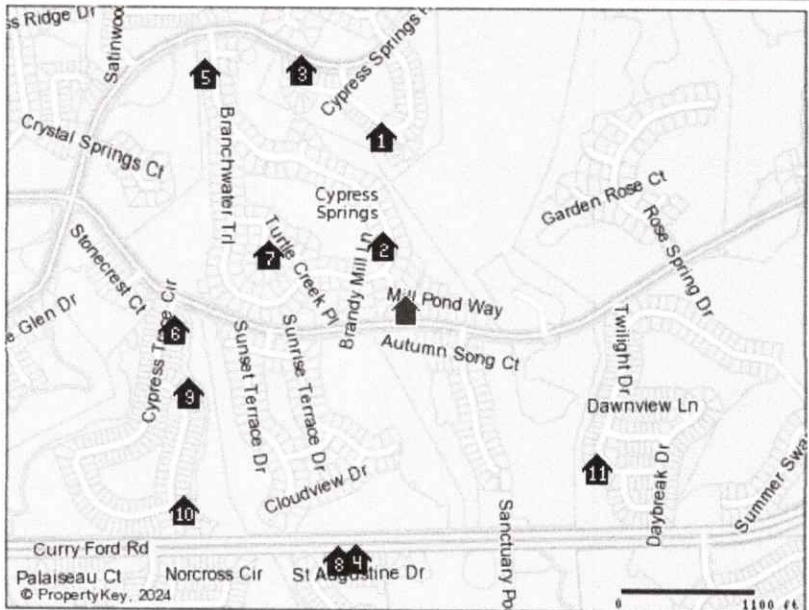 ss Ridge Dr
Satinwoo
Cypress Springs P
5
3
1
Crystal Springs Ct
Branchwater Trl
Cypress
Springs
Garden Rose Ct
Rose Spring Dr
Stonecrest Ct
7
Turtle Creek Pl
2
Brandy Mill Ln
Mill Pond Way
e Glen Dr
6
Cypress Trace Cir
Sunset Terrace Dr
Sunrise Terrace Dr
Autumn Song Ct
Twilight Dr
9
Dawnview Ln
Cloudview Dr
11
Daybreak Dr
Summer Swa
10
Sanctuary Po
Curry Ford Rd
8
4
Palaiseau Ct
Norcross Cir
St Augustine Dr
© PropertyKey, 2024
0 1100 ft